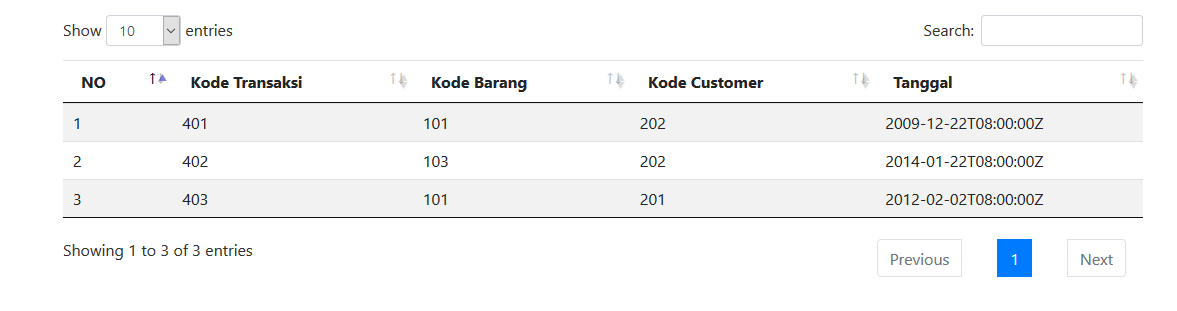 Show 10 entries Search:
NO Kode Transaksi Kode Barang Kode Customer Tanggal
1 401 101 202 2009-12-22T08:00:00Z
2 402 103 202 2014-01-22T08:00:00Z
3 403 101 201 2012-02-02T08:00:00Z
Showing 1 to 3 of 3 entries Previous 1 Next